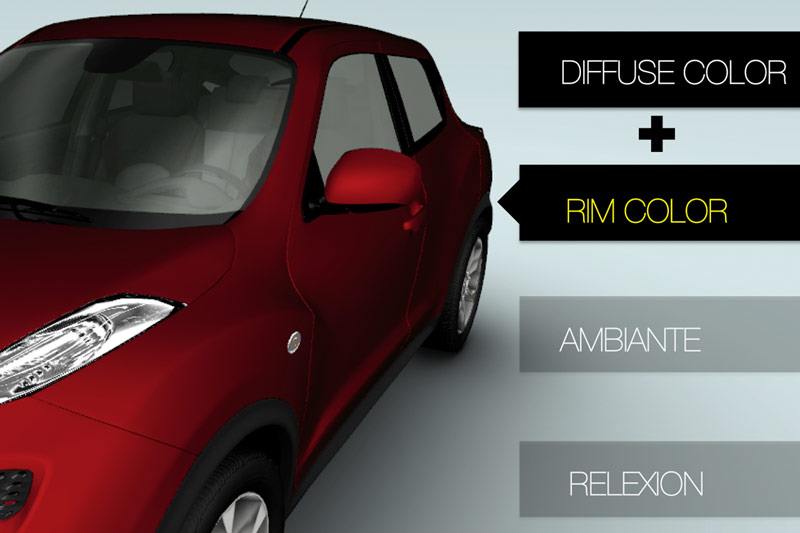 DIFFUSE COLOR
+
RIM COLOR
AMBIANTE
RELEXION